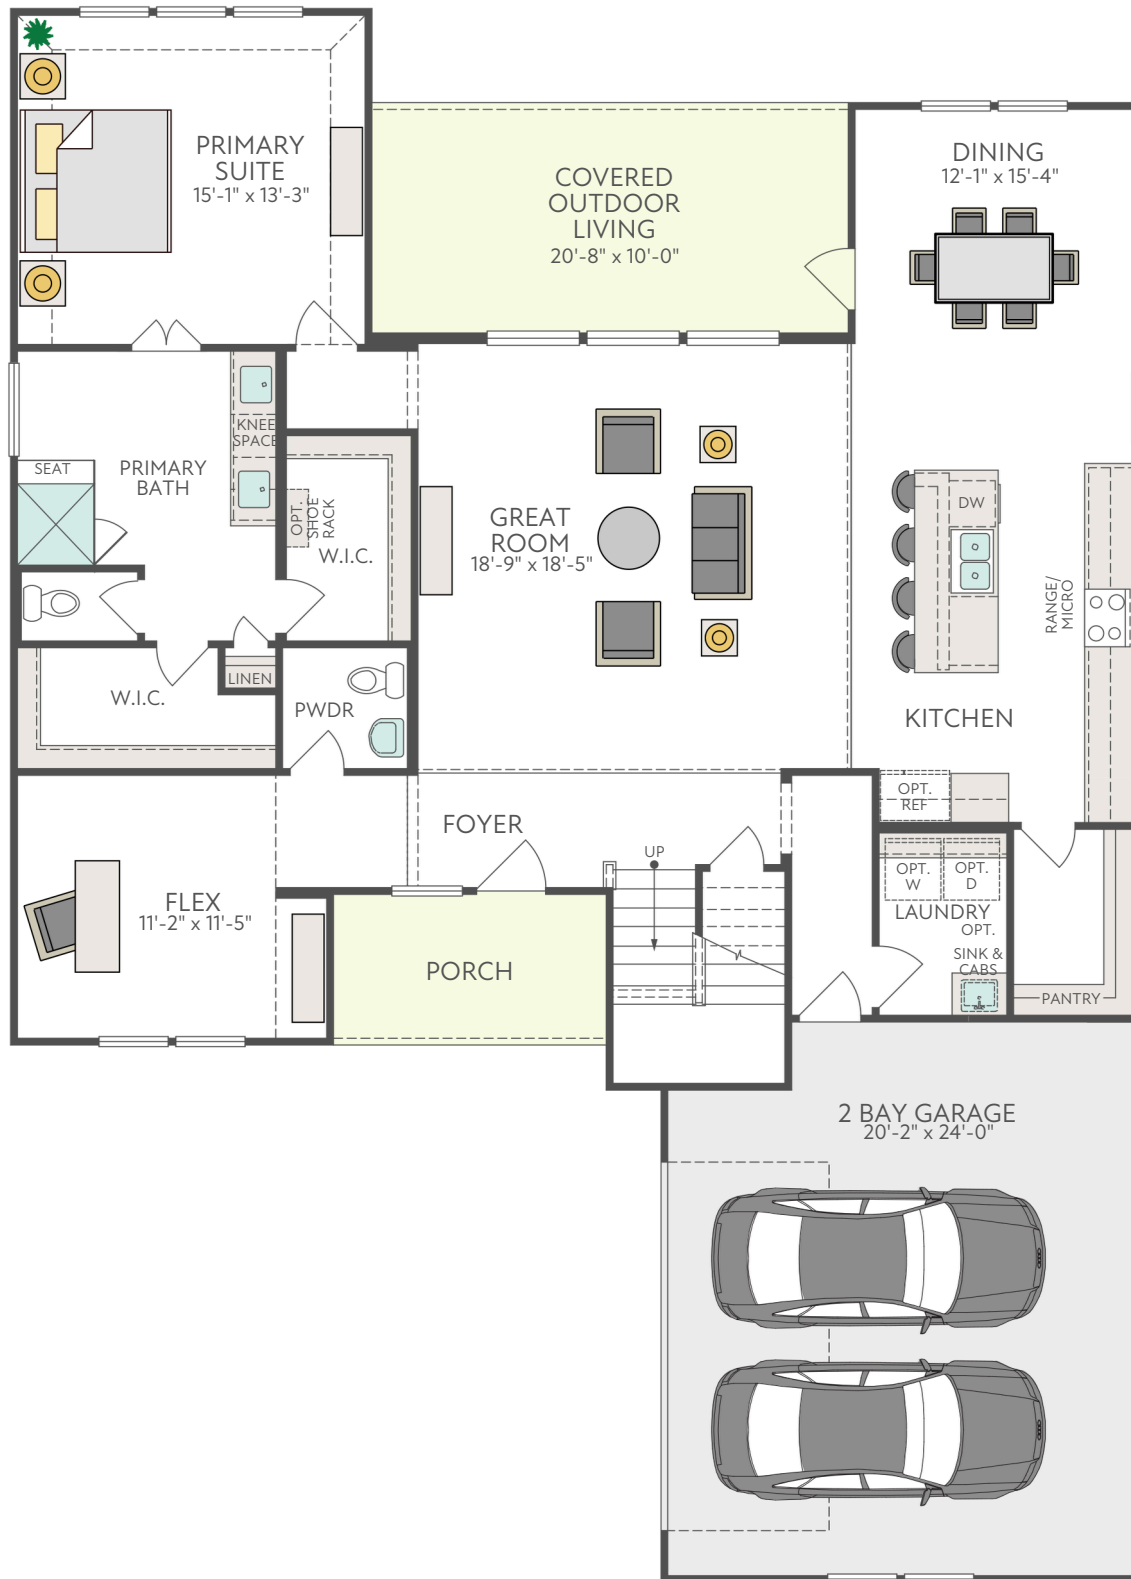 PRIMARY
SUITE
15'-1" x 13'-3"
COVERED
OUTDOOR
LIVING
20'-8" x 10'-0"
DINING
12'-1" x 15'-4"
KNEE
SPACE
SEAT
PRIMARY
BATH
OPT.
SHOE
RACK
W.I.C.
GREAT
ROOM
18'-9" x 18'-5"
DW
RANGE/
MICRO
KITCHEN
LINEN
W.I.C.
PWDR
OPT.
REF
FOYER
UP
OPT.
W
OPT.
D
LAUNDRY
OPT.
SINK &
CABS
PANTRY
FLEX
11'-2" x 11'-5"
PORCH
2 BAY GARAGE
20'-2" x 24'-0"